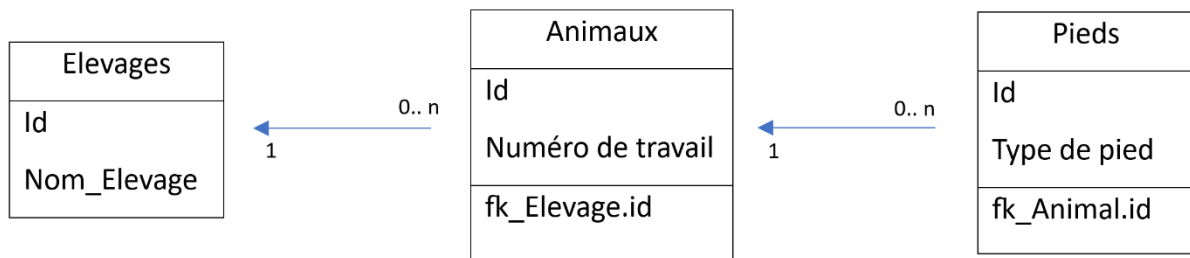 Elevages
Id
Nom_Elevage
1
0.. n
Animaux
Id
Numéro de travail
fk_Elevage.id
1
0.. n
Pieds
Id
Type de pied
fk_Animal.id